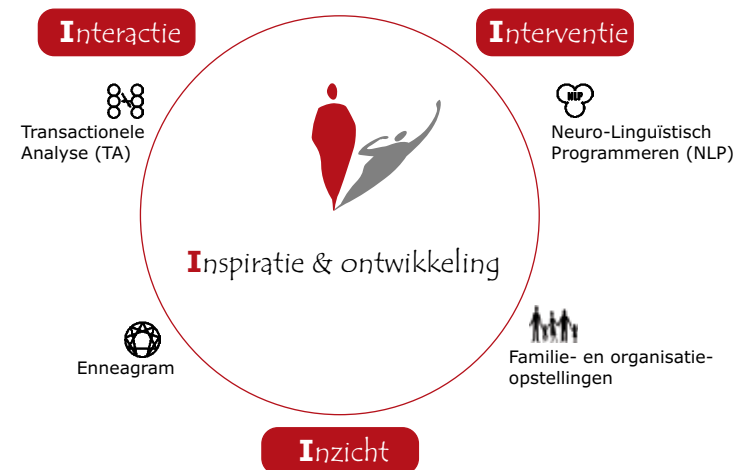 Interactie
Interventie
Transactionele
Analyse (TA)
NLP
Neuro-Linguïstisch
Programmeren (NLP)
Inspiratie & ontwikkeling
Enneagram
Familie- en organisatie-
opstellingen
Inzicht